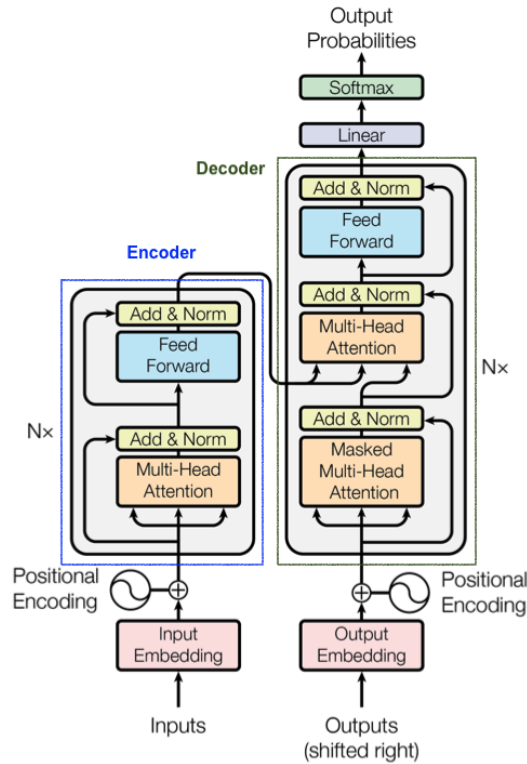 Output
Probabilities
Softmax
Linear
Decoder
Add & Norm
Feed
Forward
Add & Norm
Multi-Head
Attention
Nx
Add & Norm
Masked
Multi-Head
Attention
Encoder
Add & Norm
Feed
Forward
Nx
Add & Norm
Multi-Head
Attention
Positional
Encoding
Positional
Encoding
Input
Embedding
Output
Embedding
Inputs
Outputs
(shifted right)